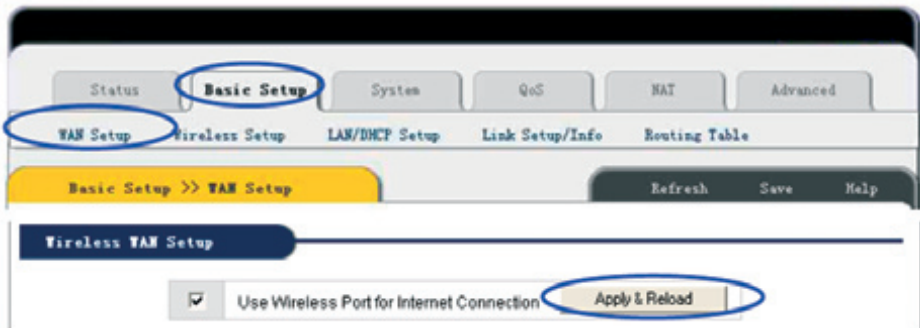 Status Basic Setup System QoS NAT Advanced
WAN Setup Wireless Setup LAN/DHCP Setup Link Setup/Info Routing Table
Basic Setup >> WAN Setup Refresh Save Help
Wireless WAN Setup
Use Wireless Port for Internet Connection Apply & Reload